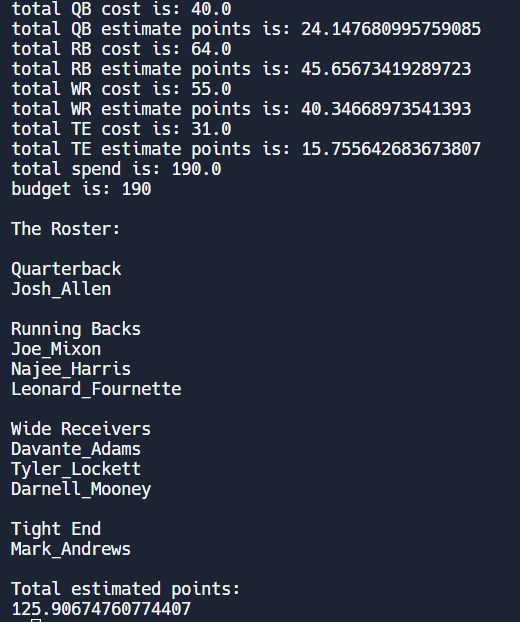 total QB cost is: 40.0
total QB estimate points is: 24.147680995759085
total RB cost is: 64.0
total RB estimate points is: 45.65673419289723
total WR cost is: 55.0
total WR estimate points is: 40.34668973541393
total TE cost is: 31.0
total TE estimate points is: 15.755642683673807
total spend is: 190.0
budget is: 190
The Roster:
Quarterback
Josh_Allen
Running Backs
Joe_Mixon
Najee_Harris
Leonard_Fournette
Wide Receivers
Davante_Adams
Tyler_Lockett
Darnell_Mooney
Tight End
Mark_Andrews
Total estimated points:
125.90674760774407